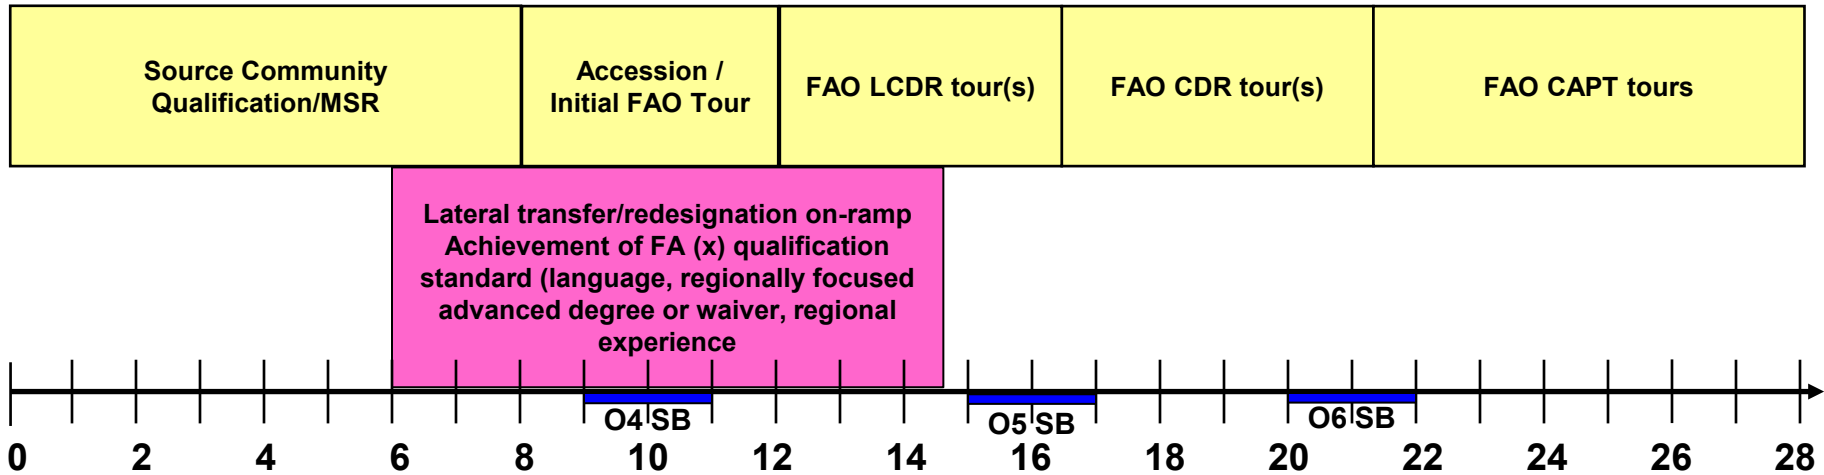 Source Community
Qualification/MSR
Accession /
Initial FAO Tour
FAO LCDR tour(s)
FAO CDR tour(s)
FAO CAPT tours
Lateral transfer/redesignation on-ramp
Achievement of FA (x) qualification
standard (language, regionally focused
advanced degree or waiver, regional
experience
O4 SB
O5 SB
O6 SB
0 2 4 6 8 10 12 14 16 18 20 22 24 26 28